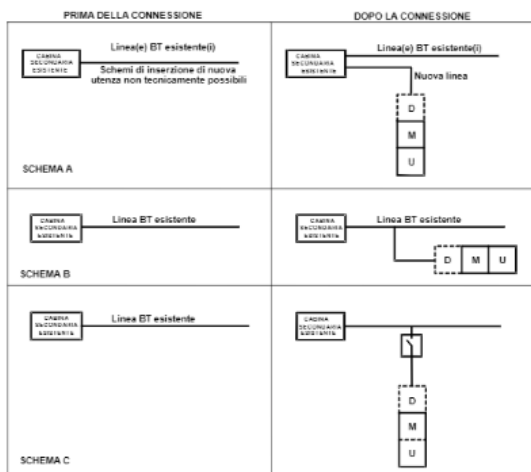 PRIMA DELLA CONNESSIONE
DOPO LA CONNESSIONE
CABINA
SECONDARIA
ESISTENTE
Linea(e) BT esistente(i)
Schemi di inserzione di nuova
utenza non tecnicamente possibili
SCHEMA A
CABINA
SECONDARIA
ESISTENTE
Linea(e) BT esistente(i)
Nuova linea
D
M
U
CABINA
SECONDARIA
ESISTENTE
Linea BT esistente
SCHEMA B
CABINA
SECONDARIA
ESISTENTE
Linea BT esistente
D M U
CABINA
SECONDARIA
ESISTENTE
Linea BT esistente
SCHEMA C
CABINA
SECONDARIA
ESISTENTE
D
M
U